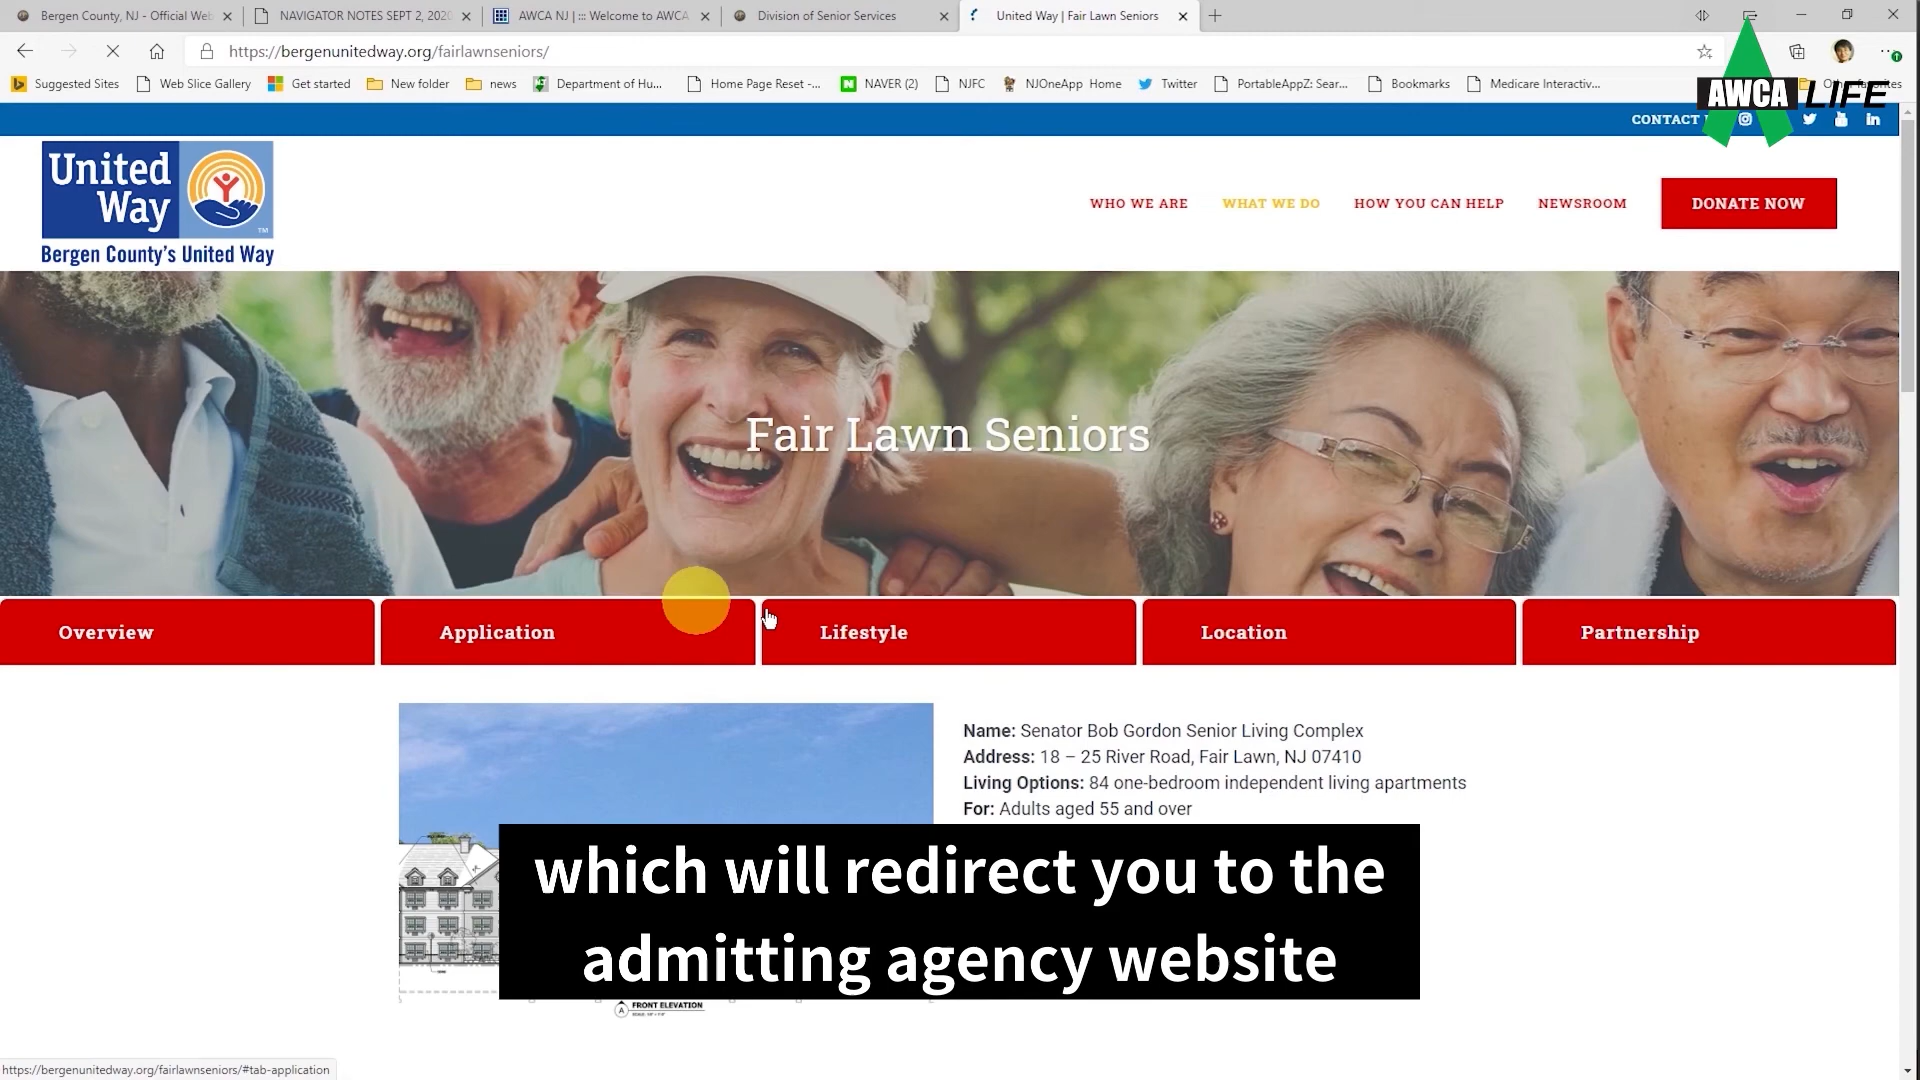 Bergen County, NJ - Official Web
NAVIGATOR NOTES SEPT 2, 2020
AWCA NJ | ::: Welcome to AWCA
Division of Senior Services
United Way | Fair Lawn Seniors
https://bergenunitedway.org/fairlawnseniors/
Suggested Sites
Web Slice Gallery
Get started
New folder
news
Department of Hu...
Home Page Reset -...
NAVER (2)
NJFC
NJOneApp Home
Twitter
PortableAppZ: Sear...
Bookmarks
Medicare Interactiv...
AWCA LIFE
CONTACT
United
Way
TM
Bergen County's United Way
WHO WE ARE
WHAT WE DO
HOW YOU CAN HELP
NEWSROOM
DONATE NOW
Fair Lawn Seniors
Overview
Application
Lifestyle
Location
Partnership
Name: Senator Bob Gordon Senior Living Complex
Address: 18 – 25 River Road, Fair Lawn, NJ 07410
Living Options: 84 one-bedroom independent living apartments
For: Adults aged 55 and over
which will redirect you to the
admitting agency website
A FRONT ELEVATION
https://bergenunitedway.org/fairlawnseniors/#tab-application